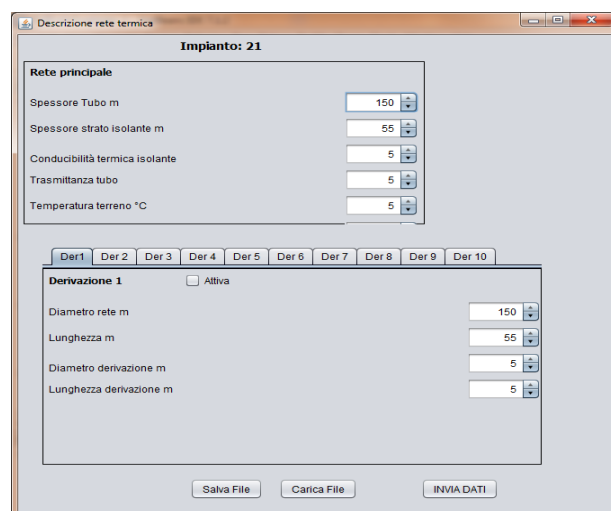 Descrizione rete termica
Impianto: 21
Rete principale
Spessore Tubo m 150
Spessore strato isolante m 55
Conducibilità termica isolante 5
Trasmittanza tubo 5
Temperatura terreno °C 5
Der1 Der 2 Der 3 Der 4 Der 5 Der 6 Der 7 Der 8 Der 9 Der 10
Derivazione 1 Attiva
Diametro rete m 150
Lunghezza m 55
Diametro derivazione m 5
Lunghezza derivazione m 5
Salva File Carica File INVIA DATI